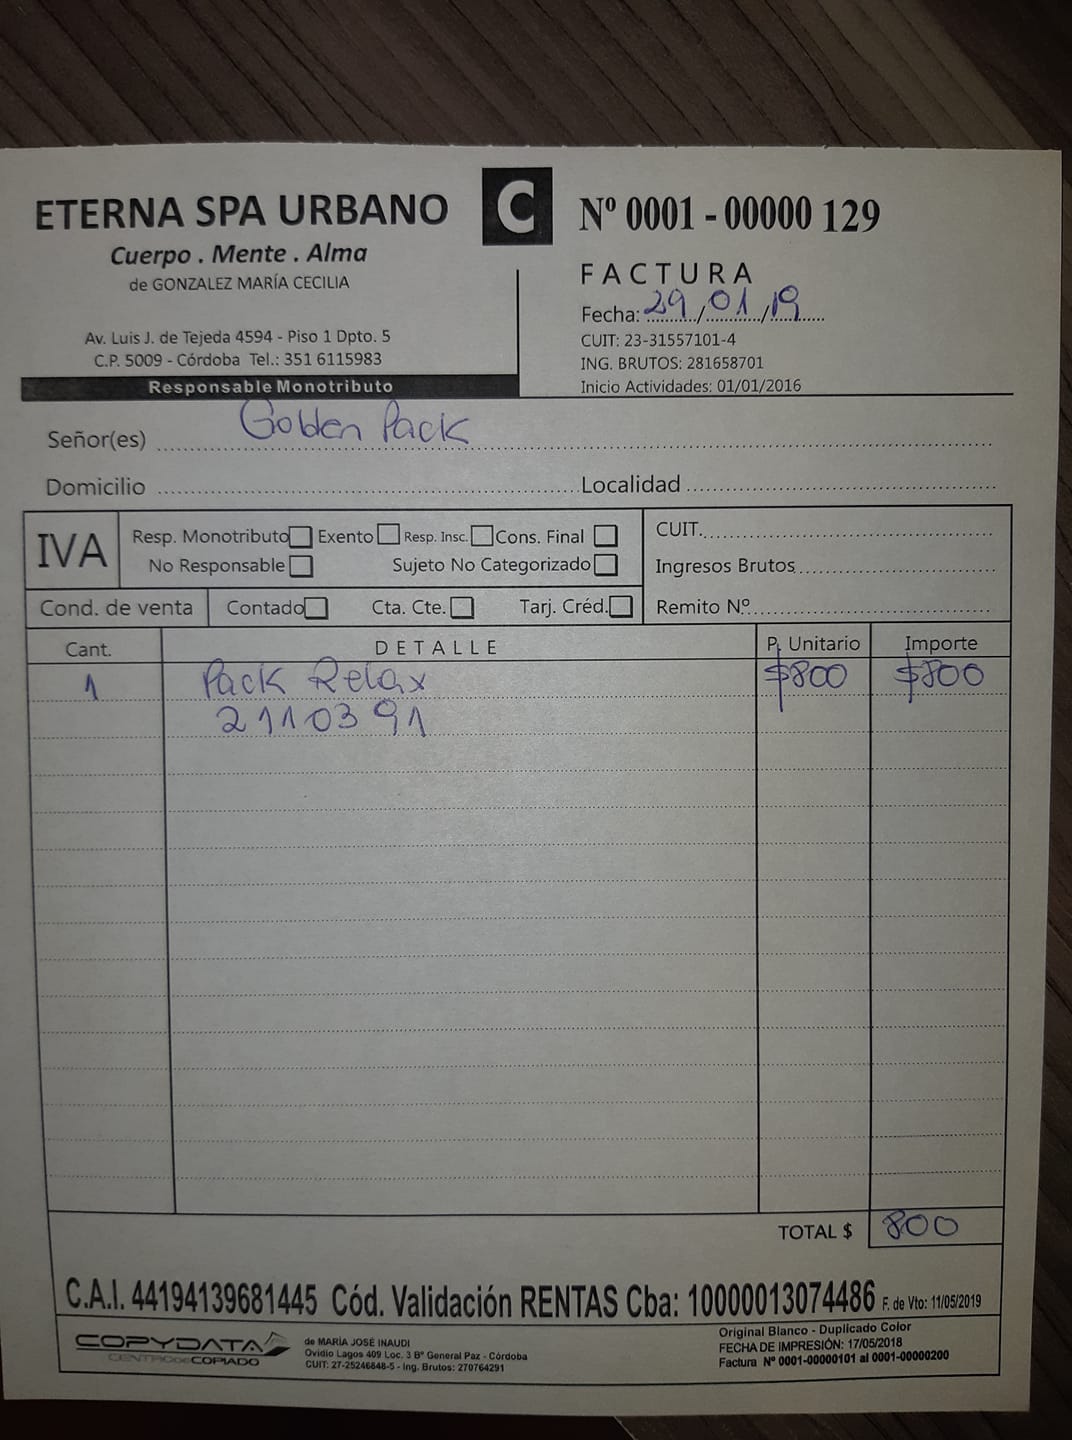 ETERNA SPA URBANO
Cuerpo . Mente . Alma
de GONZALEZ MARÍA CECILIA
Av. Luis J. de Tejeda 4594 - Piso 1 Dpto. 5
C.P. 5009 - Córdoba Tel.: 351 6115983
Responsable Monotributo
C
Nº 0001 - 00000 129
FACTURA
Fecha: 29/01/19
CUIT: 23-31557101-4
ING. BRUTOS: 281658701
Inicio Actividades: 01/01/2016
Señor(es) Golden Pack
Domicilio Localidad
IVA
Resp. Monotributo Exento Resp. Insc. Cons. Final
No Responsable Sujeto No Categorizado
CUIT.
Ingresos Brutos
Cond. de venta Contado Cta. Cte. Tarj. Créd. Remito Nº
Cant. DETALLE P. Unitario Importe
1 Pack Relax $800 $800
2110391
TOTAL $ 800
C.A.I. 44194139681445 Cód. Validación RENTAS Cba: 10000013074486 F. de Vto: 11/05/2019
COPYDATA
CENTRO DE COPIADO
de MARÍA JOSÉ INAUDI
Ovidio Lagos 409 Loc. 3 Bº General Paz - Córdoba
CUIT: 27-25246848-5 - Ing. Brutos: 270764291
Original Blanco - Duplicado Color
FECHA DE IMPRESIÓN: 17/05/2018
Factura Nº 0001-00000101 al 0001-00000200